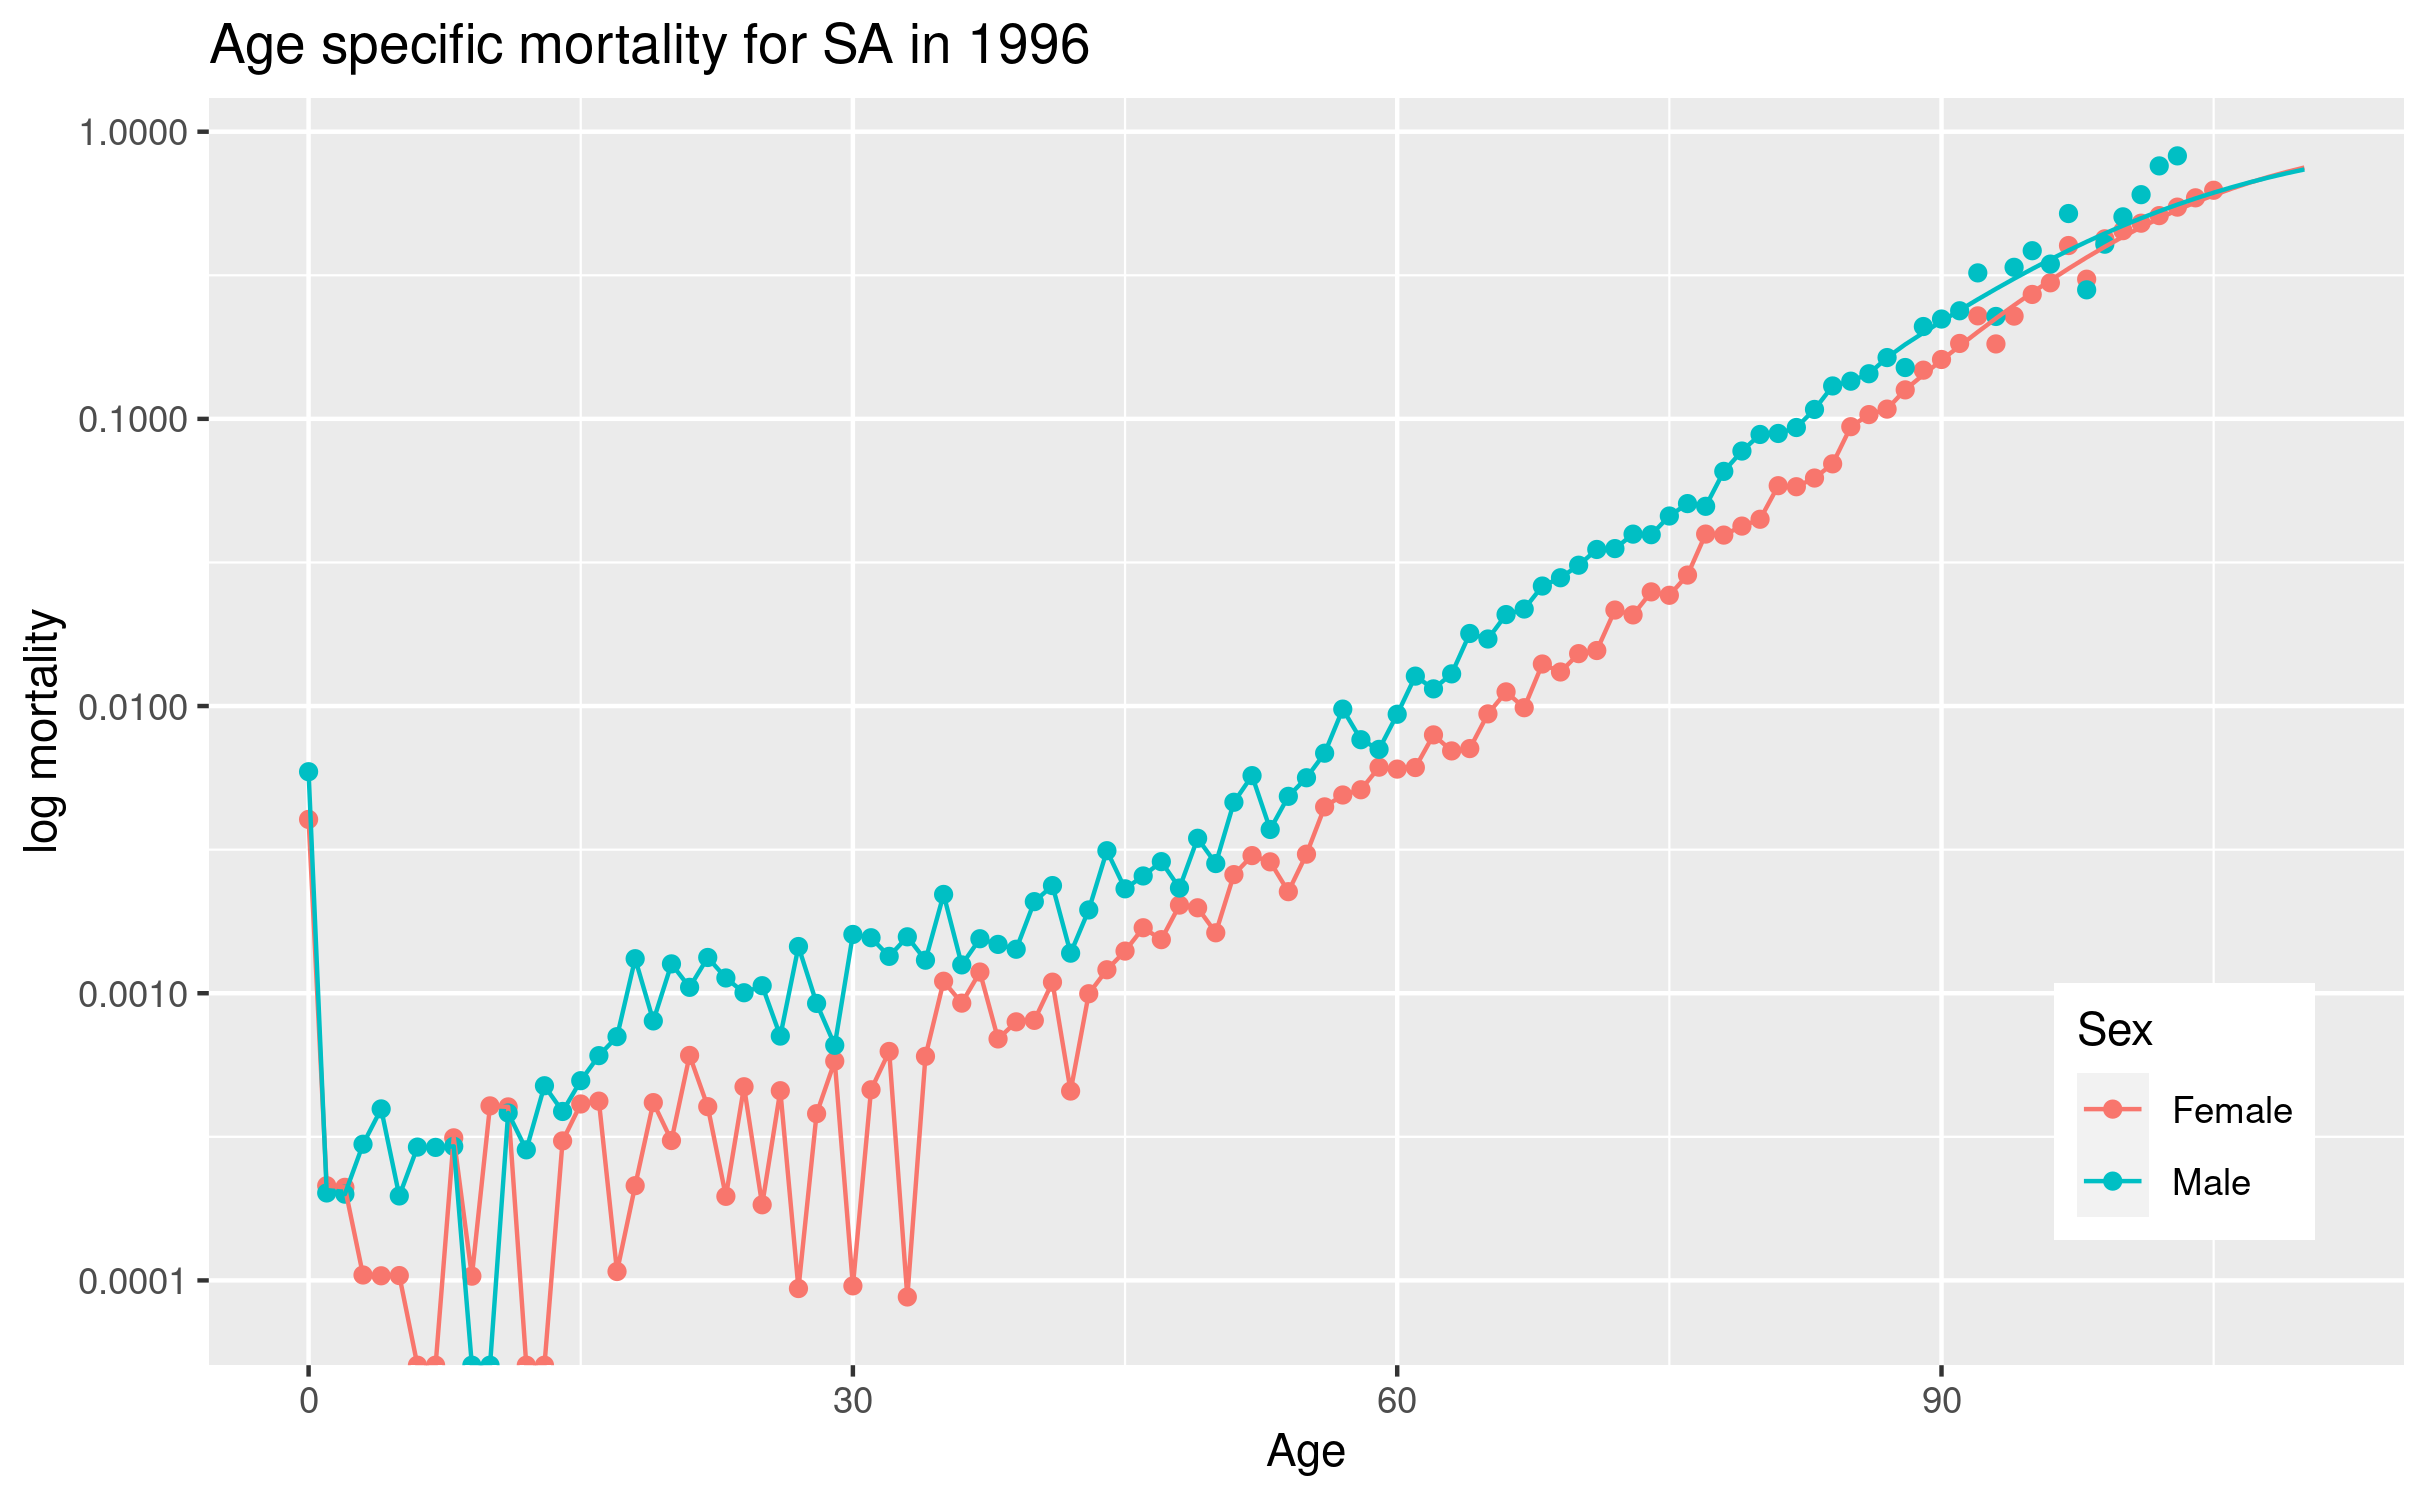 Age specific mortality for SA in 1996
1.0000
0.1000
0.0100
0.0010
0.0001
log mortality
0 30 60 90
Age
Sex
Female
Male